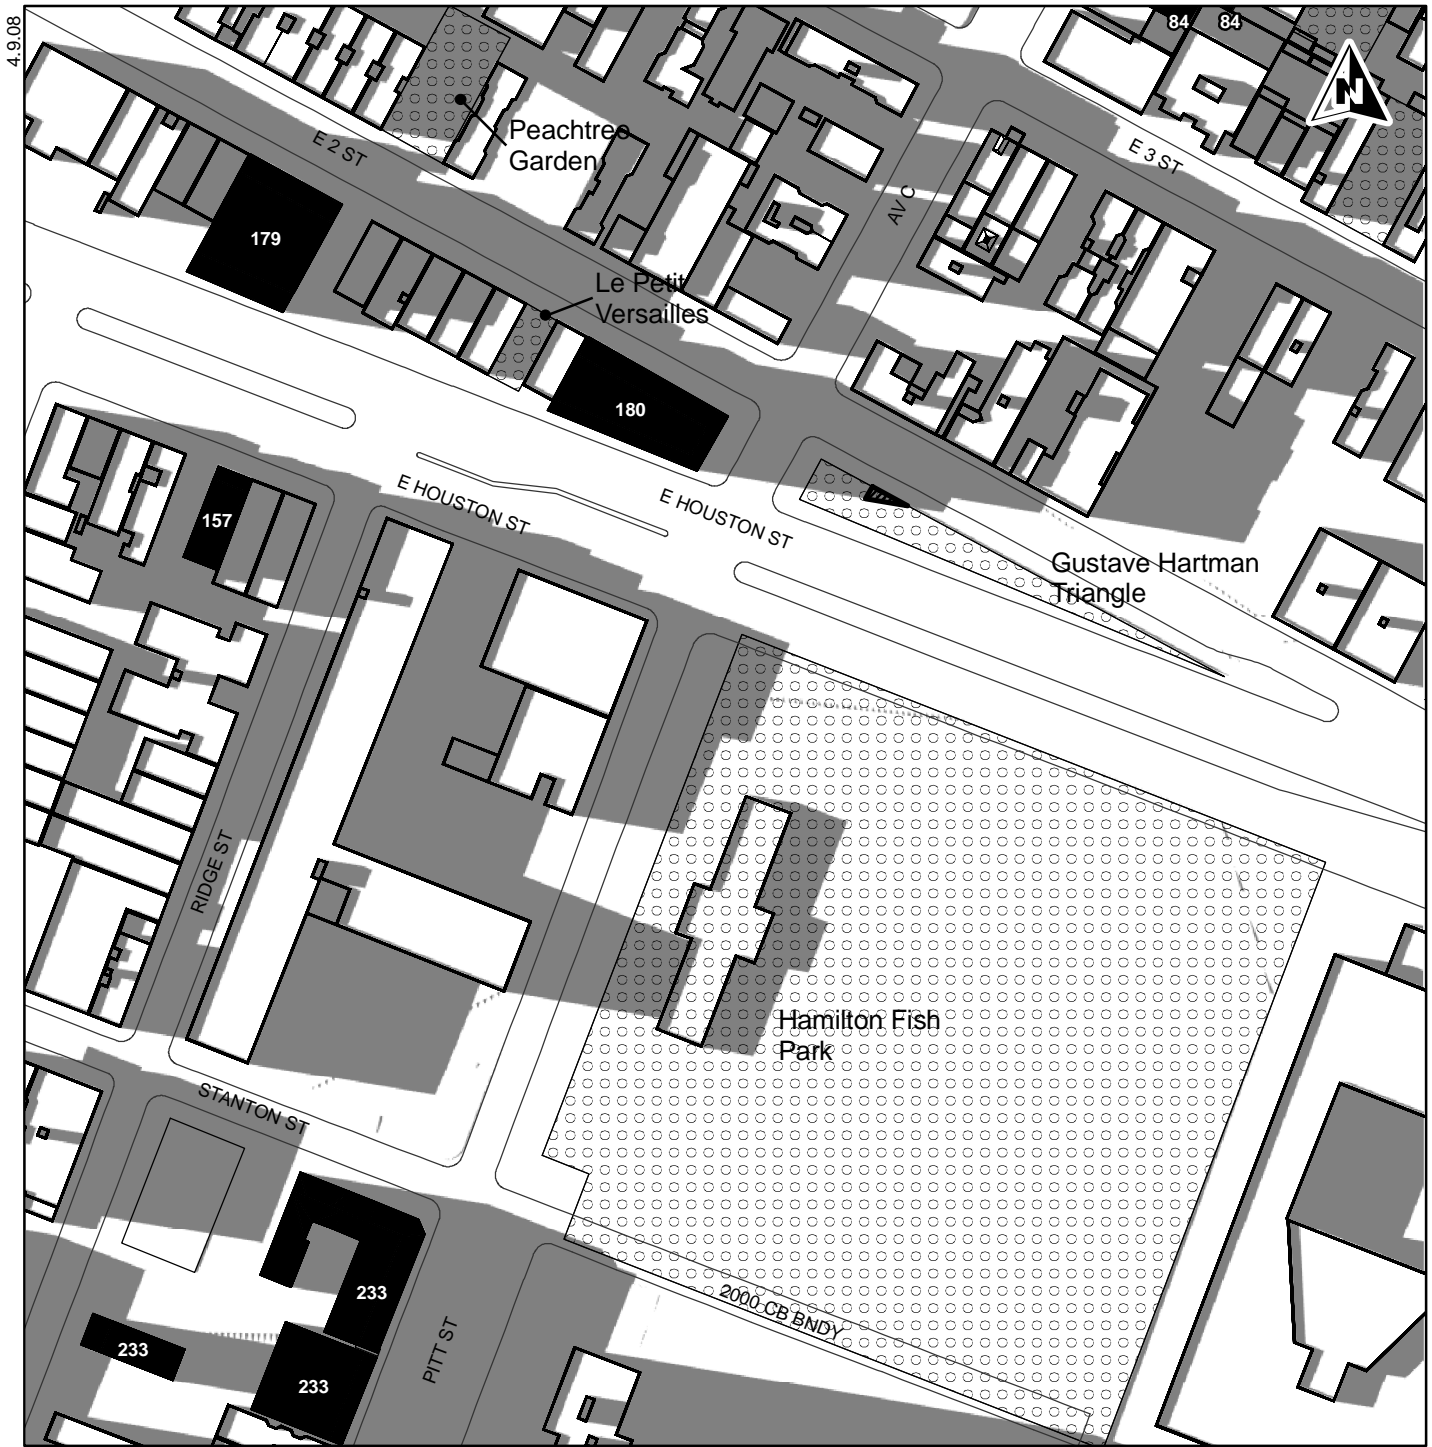 4.9.08
84
84
N
Peachtree
Garden
E 2 ST
E 3 ST
AV C
179
Le Petit
Versailles
180
157
E HOUSTON ST
E HOUSTON ST
Gustave Hartman
Triangle
RIDGE ST
Hamilton Fish
Park
STANTON ST
233
2000 CB BNDY
233
PITT ST
233